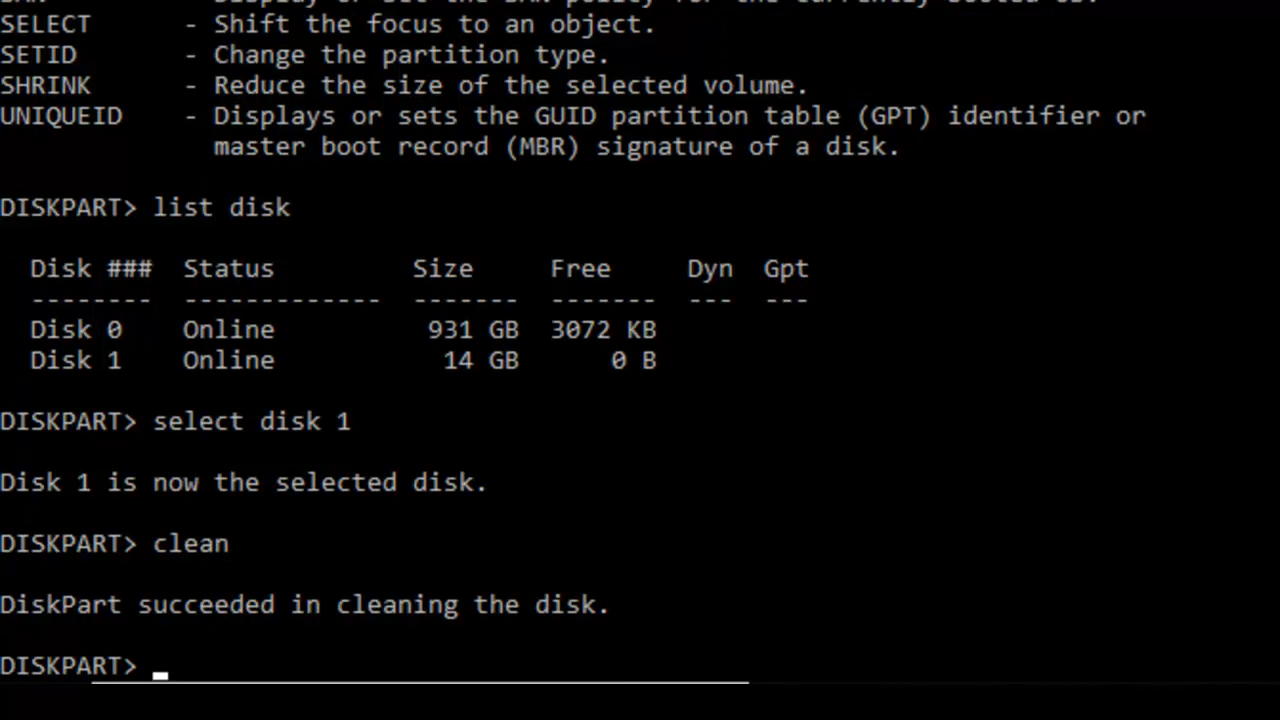 SELECT - Shift the focus to an object.
SETID - Change the partition type.
SHRINK - Reduce the size of the selected volume.
UNIQUEID - Displays or sets the GUID partition table (GPT) identifier or
master boot record (MBR) signature of a disk.
DISKPART> list disk
Disk ### Status Size Free Dyn Gpt
-------- ------------- ------- ------- --- ---
Disk 0 Online 931 GB 3072 KB
Disk 1 Online 14 GB 0 B
DISKPART> select disk 1
Disk 1 is now the selected disk.
DISKPART> clean
DiskPart succeeded in cleaning the disk.
DISKPART>